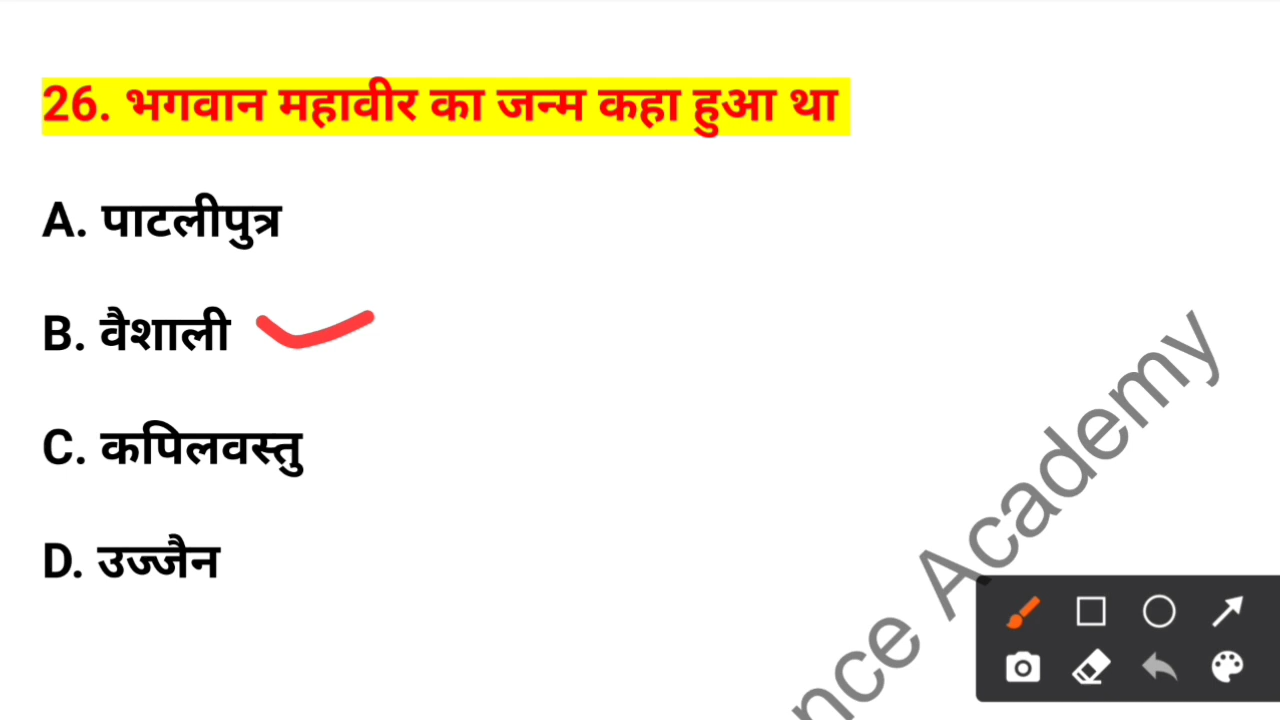 26. भगवान महावीर का जन्म कहा हुआ था
A. पाटलीपुत्र
B. वैशाली
C. कपिलवस्तु
D. उज्जैन
nce Academy